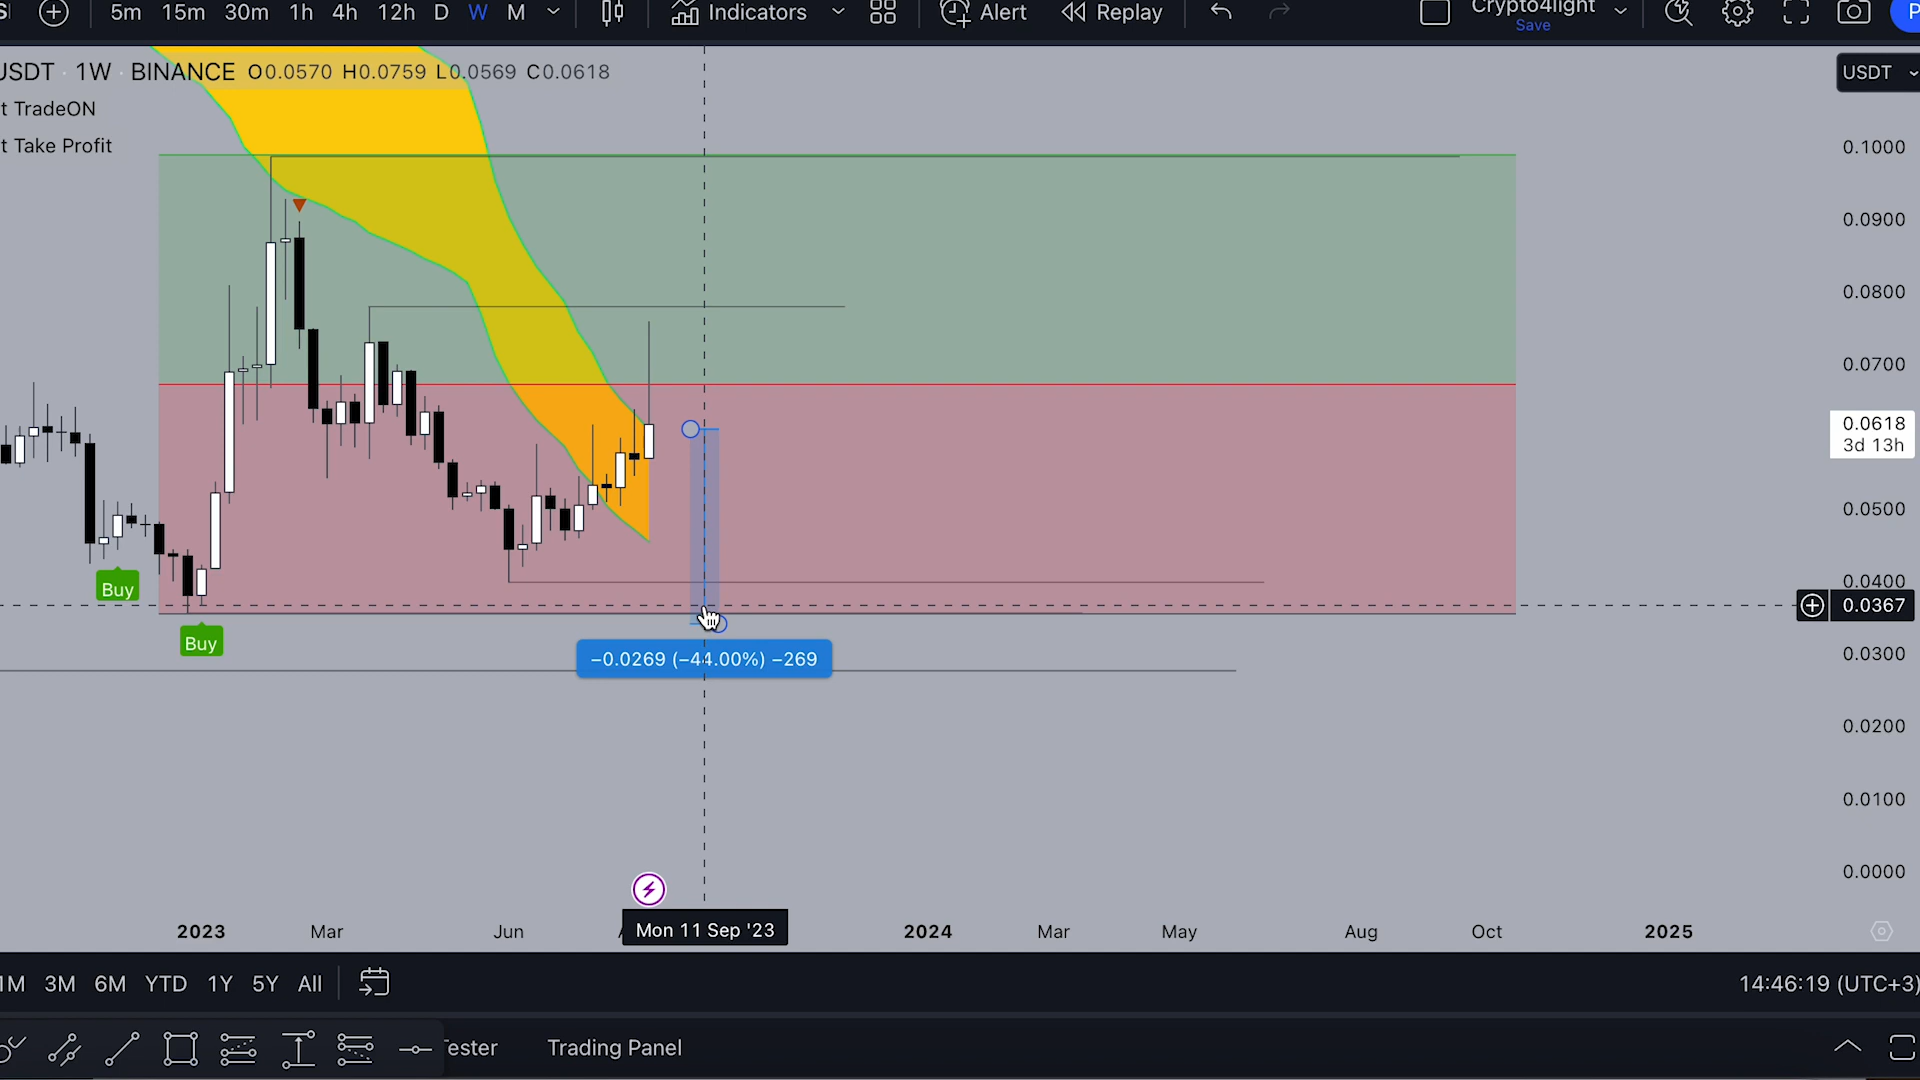 5m 15m 30m 1h 4h 12h D W M Indicators Alert Replay Crypto4light
Save
USDT · 1W · BINANCE O0.0570 H0.0759 L0.0569 C0.0618
USDT
t TradeON
t Take Profit
0.1000
0.0900
0.0800
0.0700
0.0618
3d 13h
0.0500
0.0400
0.0367
0.0300
0.0200
0.0100
0.0000
Buy
Buy
−0.0269 (−44.00%) −269
2023 Mar Jun Mon 11 Sep '23 2024 Mar May Aug Oct 2025
1M 3M 6M YTD 1Y 5Y All
14:46:19 (UTC+3)
Tester Trading Panel